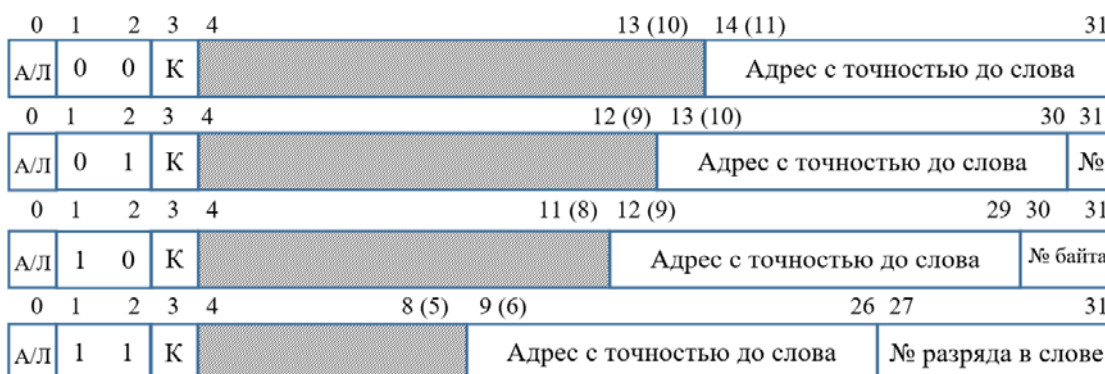 0 1 2 3 4 13 (10) 14 (11) 31
А/Л 0 0 К Адрес с точностью до слова
0 1 2 3 4 12 (9) 13 (10) 30 31
А/Л 0 1 К Адрес с точностью до слова №
0 1 2 3 4 11 (8) 12 (9) 29 30 31
А/Л 1 0 К Адрес с точностью до слова № байта
0 1 2 3 4 8 (5) 9 (6) 26 27 31
А/Л 1 1 К Адрес с точностью до слова № разряда в слове